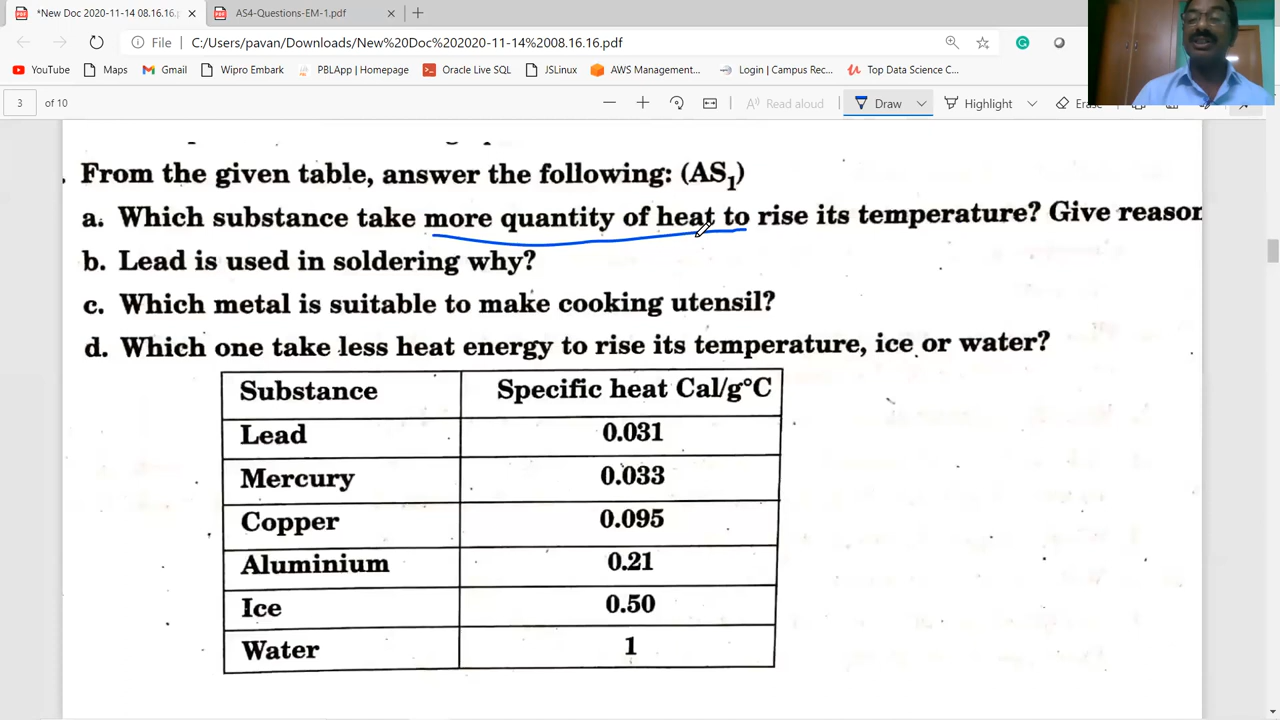 *New Doc 2020-11-14 08.16.16.p
AS4-Questions-EM-1.pdf
File
C:/Users/pavan/Downloads/New%20Doc%202020-11-14%2008.16.16.pdf
YouTube
Maps
Gmail
Wipro Embark
PBLApp | Homepage
Oracle Live SQL
JSLinux
AWS Management...
Login | Campus Rec...
Top Data Science C...
3 of 10
Read aloud
Draw
Highlight
From the given table, answer the following: (AS1)
a. Which substance take more quantity of heat to rise its temperature? Give reason
b. Lead is used in soldering why?
c. Which metal is suitable to make cooking utensil?
d. Which one take less heat energy to rise its temperature, ice or water?
Substance Specific heat Cal/g°C
Lead 0.031
Mercury 0.033
Copper 0.095
Aluminium 0.21
Ice 0.50
Water 1